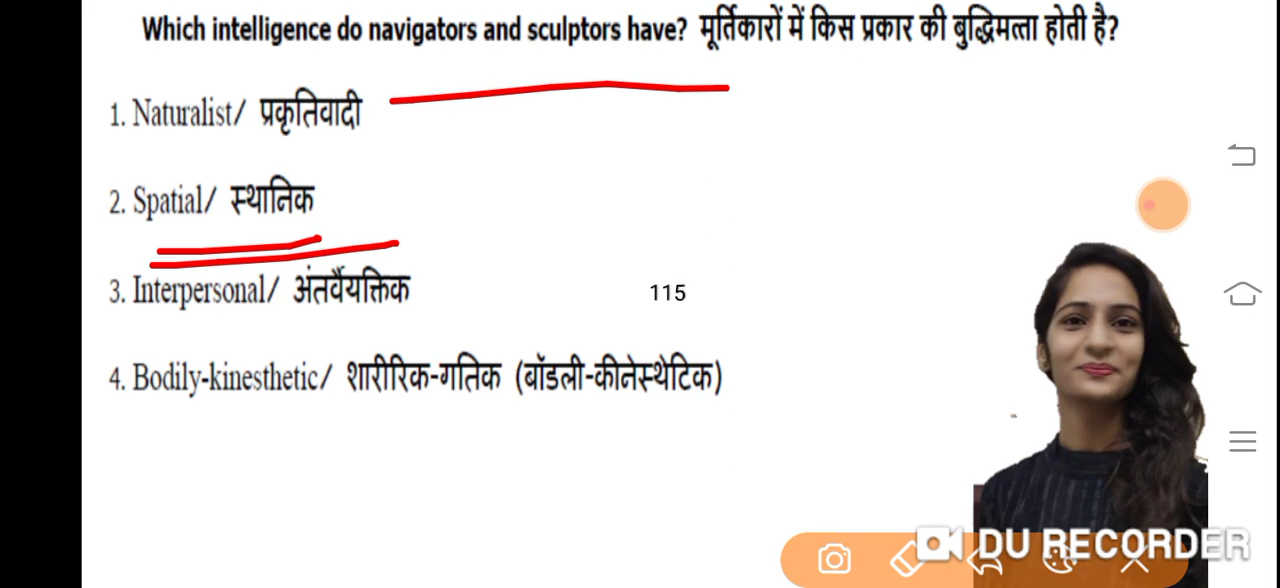 Which intelligence do navigators and sculptors have? मूर्तिकारों में किस प्रकार की बुद्धिमत्ता होती है?
1. Naturalist/ प्रकृतिवादी
2. Spatial/ स्थानिक
3. Interpersonal/ अंतर्वैयक्तिक
115
4. Bodily-kinesthetic/ शारीरिक-गतिक (बॉडली-कीनेस्थेटिक)
DU RECORDER